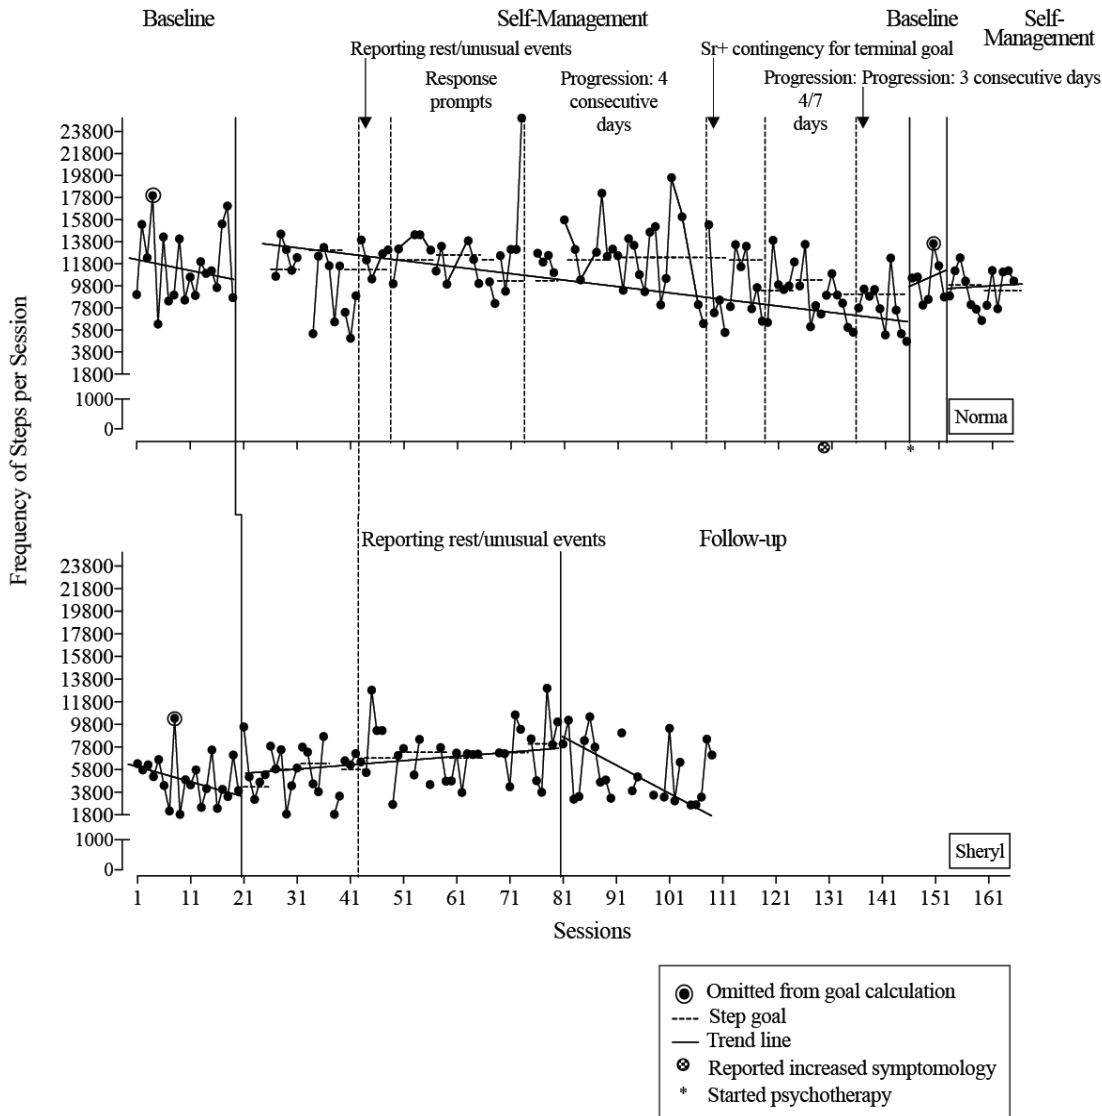 Baseline Self-Management Baseline Self-
Management
Reporting rest/unusual events Sr+ contingency for terminal goal
Response Progression: 4 Progression: Progression: 3 consecutive days
prompts consecutive 4/7
days days
23800
21800
19800
17800
15800
13800
11800
9800
7800
5800
3800
1800
1000
0
Norma
*
Frequency of Steps per Session
Reporting rest/unusual events Follow-up
23800
21800
19800
17800
15800
13800
11800
9800
7800
5800
3800
1800
1000
0
Sheryl
1 11 21 31 41 51 61 71 81 91 101 111 121 131 141 151 161
Sessions
Omitted from goal calculation
Step goal
Trend line
Reported increased symptomology
* Started psychotherapy